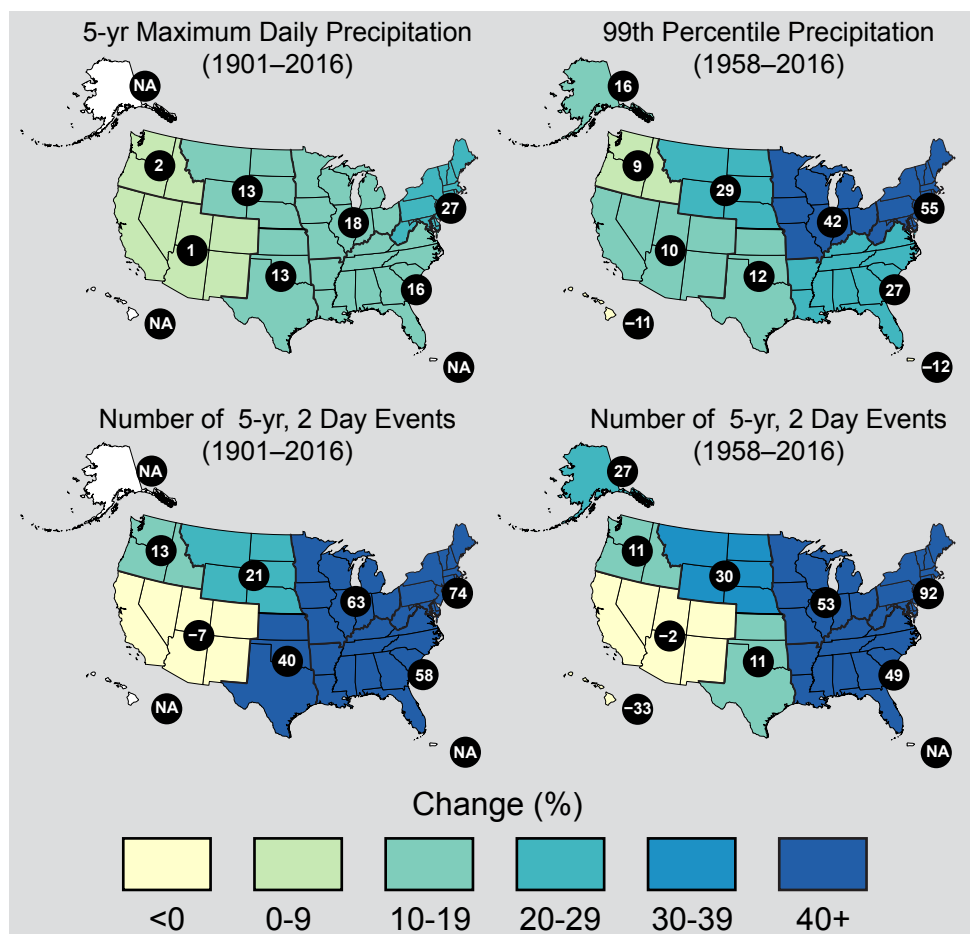 5-yr Maximum Daily Precipitation
(1901–2016)
NA
2
13
27
18
1
13
16
NA
NA
99th Percentile Precipitation
(1958–2016)
16
9
29
55
42
10
12
27
–11
–12
Number of 5-yr, 2 Day Events
(1901–2016)
NA
13
21
74
63
–7
40
58
NA
NA
Number of 5-yr, 2 Day Events
(1958–2016)
27
11
30
92
53
–2
11
49
–33
NA
Change (%)
<0 0-9 10-19 20-29 30-39 40+